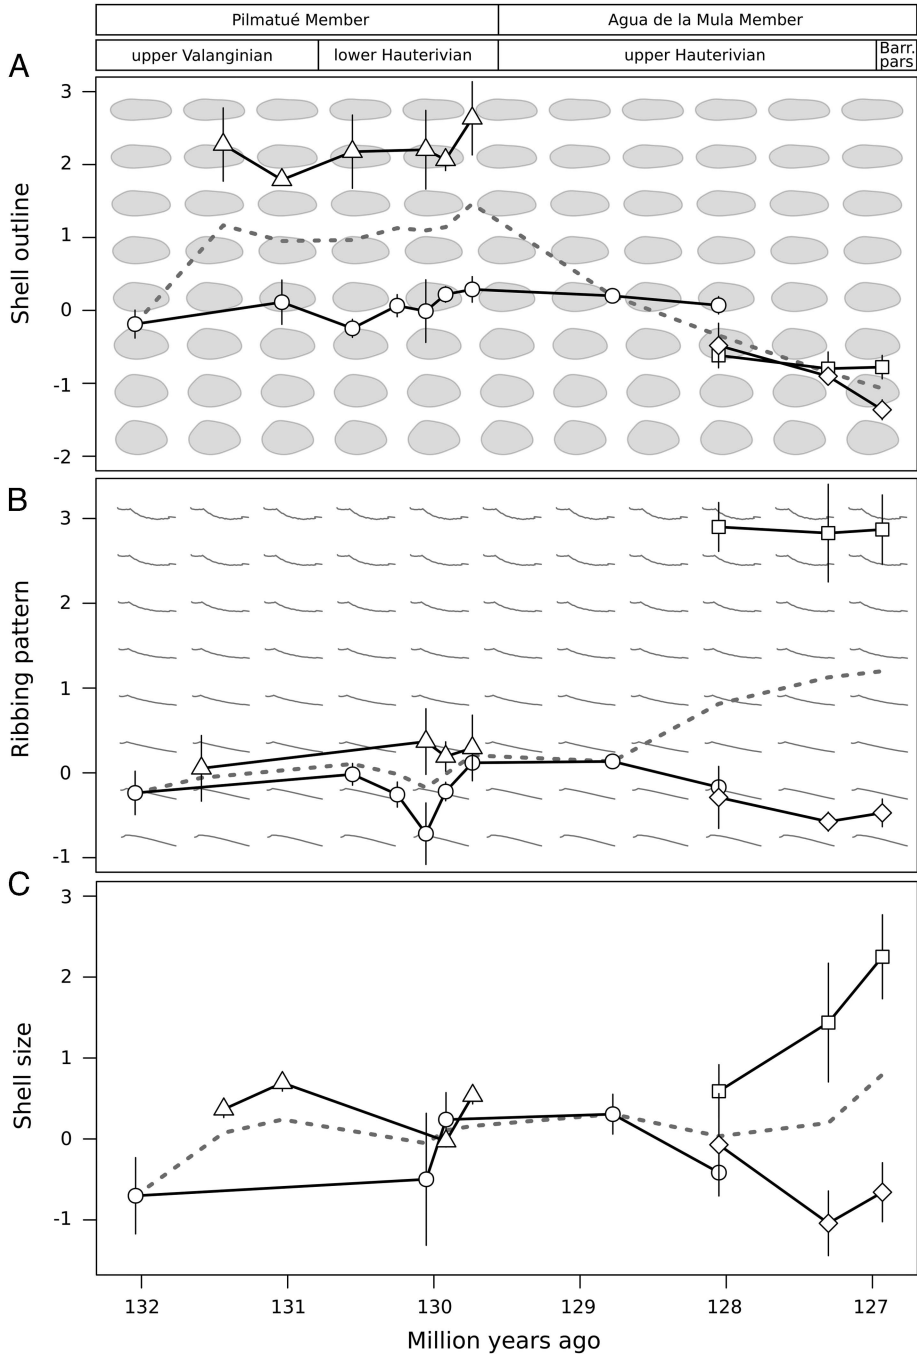 Pilmatué Member Agua de la Mula Member
upper Valanginian lower Hauterivian upper Hauterivian Barr. pars
A
3
2
1
0
-1
-2
Shell outline
B
3
2
1
0
-1
Ribbing pattern
C
3
2
1
0
-1
Shell size
132 131 130 129 128 127
Million years ago